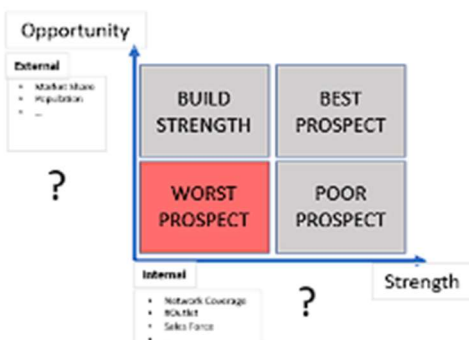 Opportunity
External
• Market Share
• Population
• ...
?
BUILD
STRENGTH
BEST
PROSPECT
WORST
PROSPECT
POOR
PROSPECT
Internal
• Network Coverage
• Outlet
• Sales Force
?
Strength